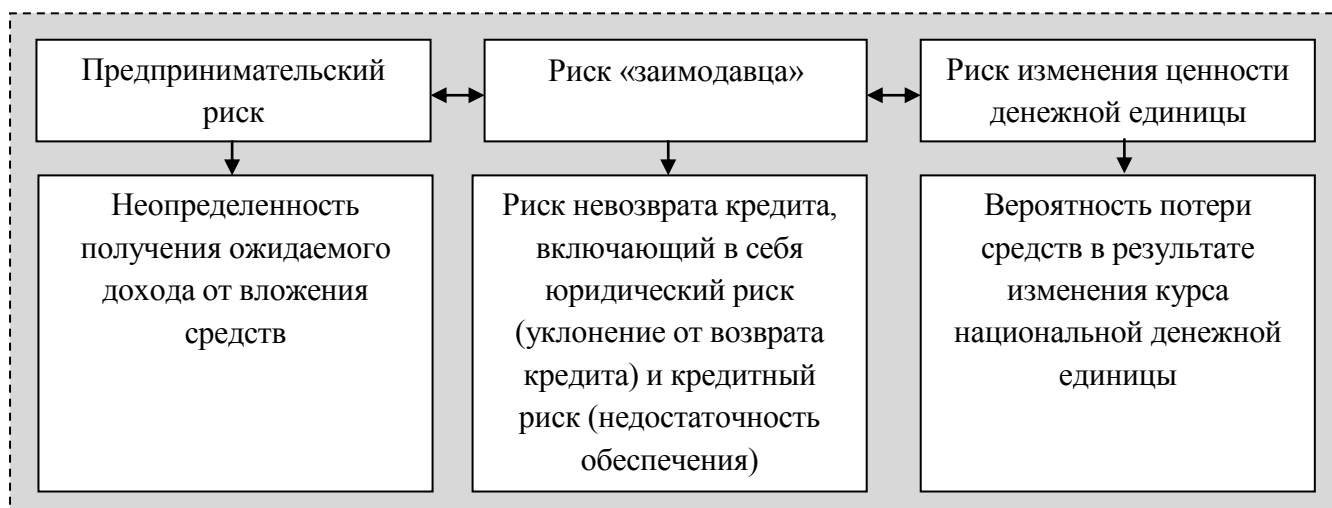 Предпринимательский
риск
Риск «заимодавца»
Риск изменения ценности
денежной единицы
Неопределенность
получения ожидаемого
дохода от вложения
средств
Риск невозврата кредита,
включающий в себя
юридический риск
(уклонение от возврата
кредита) и кредитный
риск (недостаточность
обеспечения)
Вероятность потери
средств в результате
изменения курса
национальной денежной
единицы